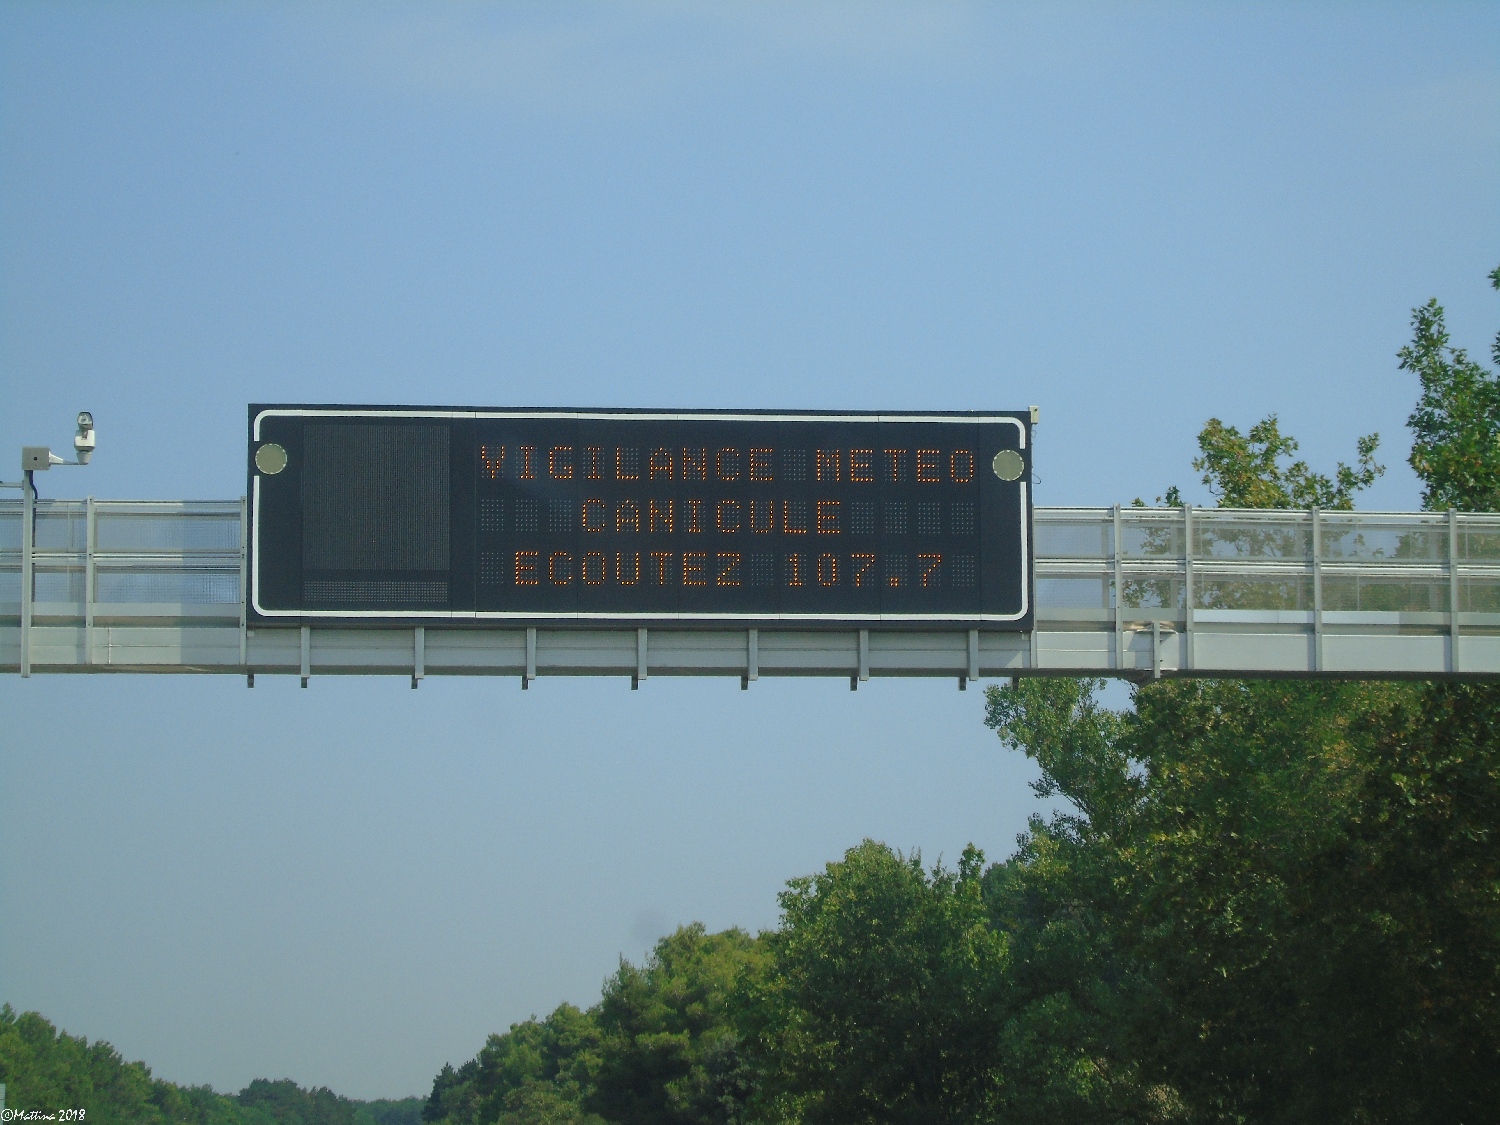 VIGILANCE METEO
CANICULE
ECOUTEZ 107.7
©Mattina 2018